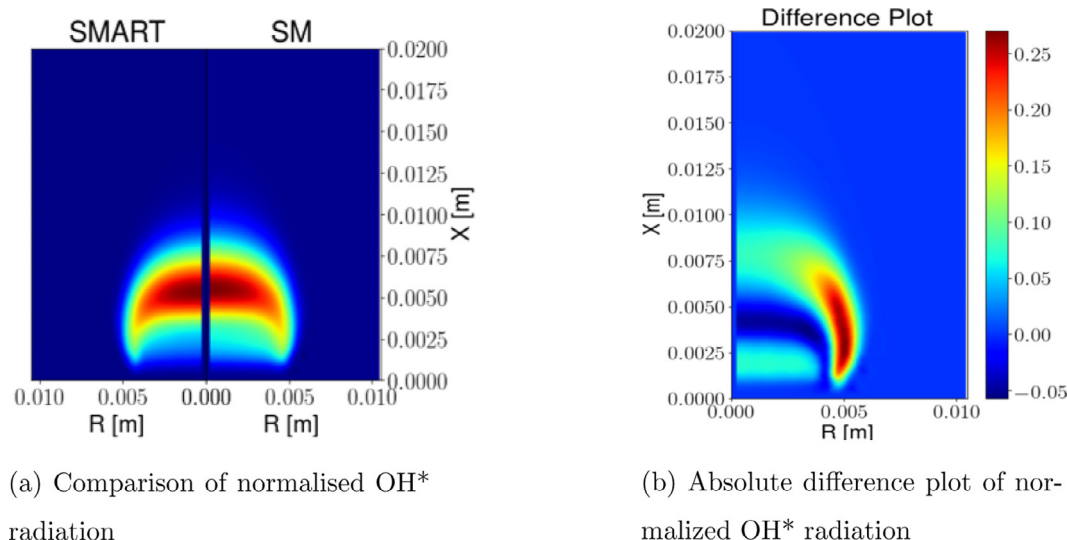 SMART SM
0.0200
0.0175
0.0150
0.0125
0.0100
0.0075
0.0050
0.0025
0.0000
X [m]
0.010 0.005 0.000 0.005 0.010
R [m] R [m]
(a) Comparison of normalised OH*
radiation
Difference Plot
0.0200
0.0175
0.0150
0.0125
0.0100
0.0075
0.0050
0.0025
0.0000
X [m]
0.000 0.005 0.010
R [m]
0.25
0.20
0.15
0.10
0.05
0.00
−0.05
(b) Absolute difference plot of nor-
malized OH* radiation